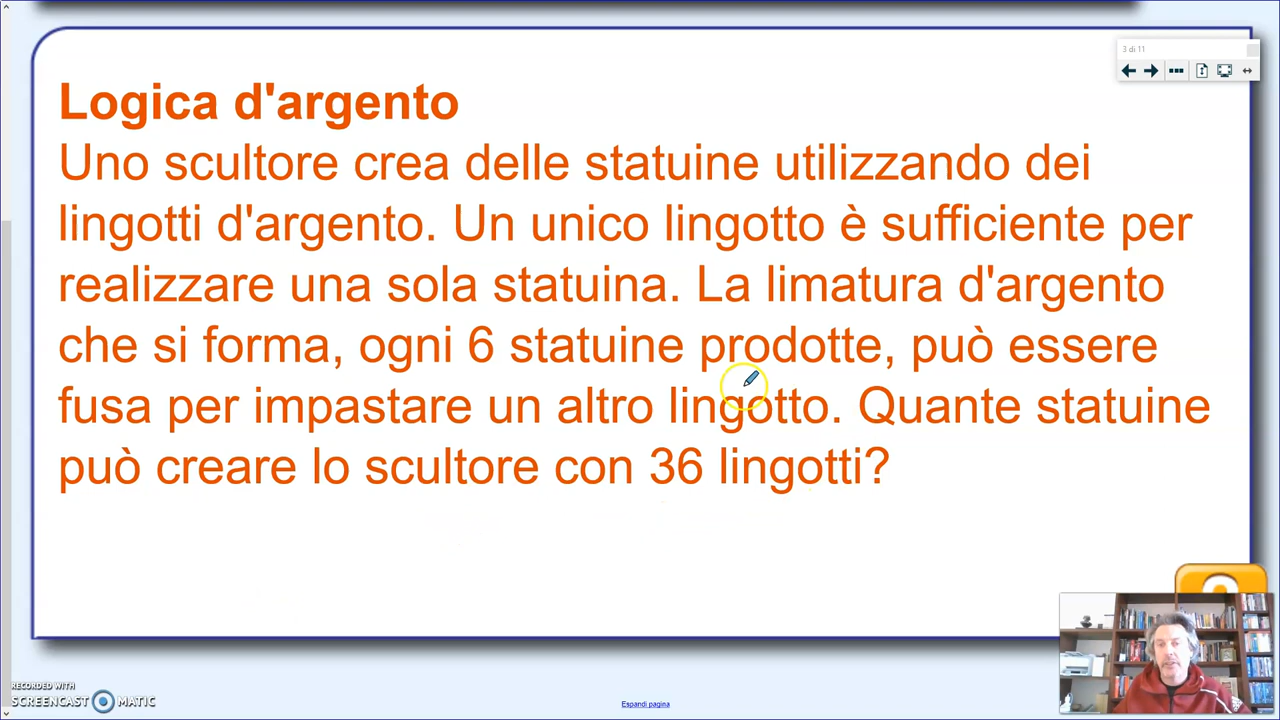 3 di 11
Logica d'argento
Uno scultore crea delle statuine utilizzando dei
lingotti d'argento. Un unico lingotto è sufficiente per
realizzare una sola statuina. La limatura d'argento
che si forma, ogni 6 statuine prodotte, può essere
fusa per impastare un altro lingotto. Quante statuine
può creare lo scultore con 36 lingotti?
RECORDED WITH
SCREENCAST MATIC
Espandi pagina